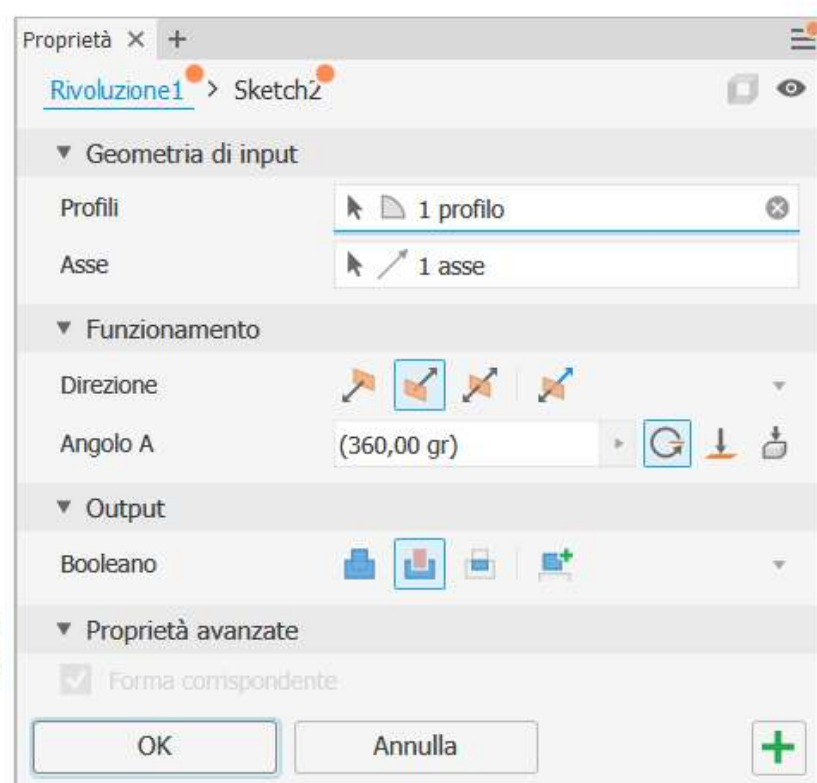 Proprietà
Rivoluzione1 > Sketch2
Geometria di input
Profili 1 profilo
Asse 1 asse
Funzionamento
Direzione
Angolo A (360,00 gr)
Output
Booleano
Proprietà avanzate
Forma corrispondente
OK Annulla